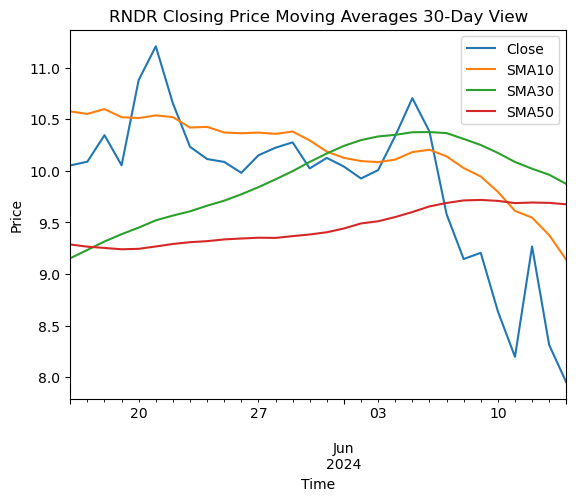 RNDR Closing Price Moving Averages 30-Day View
Close
SMA10
SMA30
SMA50
Price
11.0
10.5
10.0
9.5
9.0
8.5
8.0
20
27
03
10
Jun
2024
Time